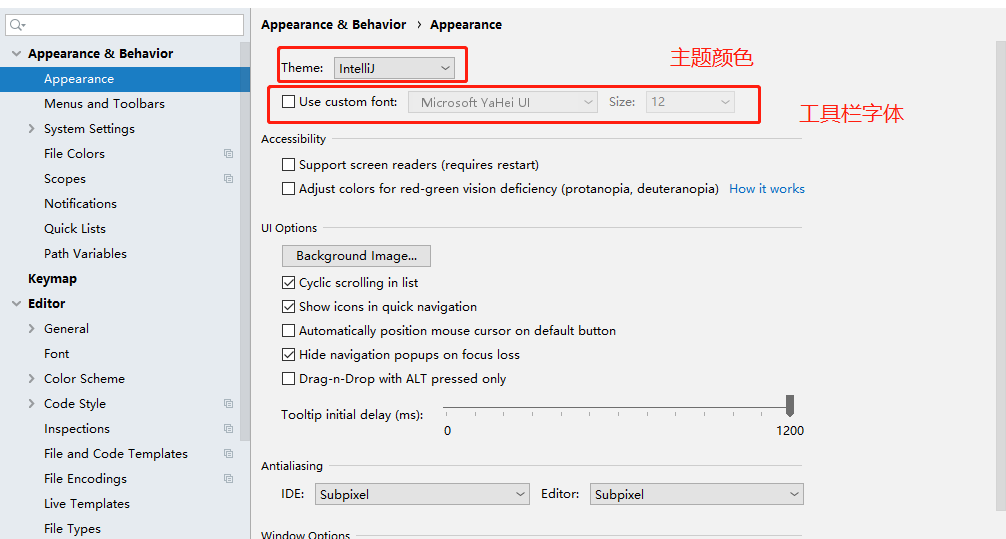 Appearance & Behavior
Appearance
Menus and Toolbars
System Settings
File Colors
Scopes
Notifications
Quick Lists
Path Variables
Keymap
Editor
General
Font
Color Scheme
Code Style
Inspections
File and Code Templates
File Encodings
Live Templates
File Types
Appearance & Behavior › Appearance
Theme: IntelliJ
主题颜色
Use custom font: Microsoft YaHei UI Size: 12
工具栏字体
Accessibility
Support screen readers (requires restart)
Adjust colors for red-green vision deficiency (protanopia, deuteranopia) How it works
UI Options
Background Image...
Cyclic scrolling in list
Show icons in quick navigation
Automatically position mouse cursor on default button
Hide navigation popups on focus loss
Drag-n-Drop with ALT pressed only
Tooltip initial delay (ms):
0 1200
Antialiasing
IDE: Subpixel Editor: Subpixel
Window Options